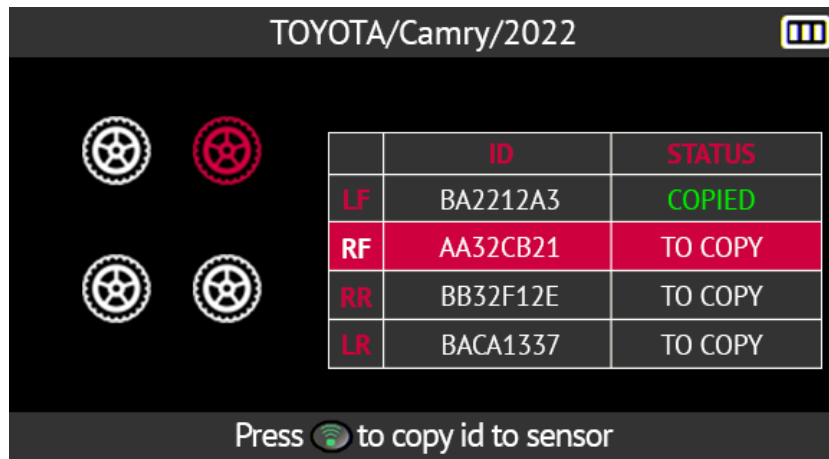 TOYOTA/Camry/2022
ID STATUS
LF BA2212A3 COPIED
RF AA32CB21 TO COPY
RR BB32F12E TO COPY
LR BACA1337 TO COPY
Press to copy id to sensor